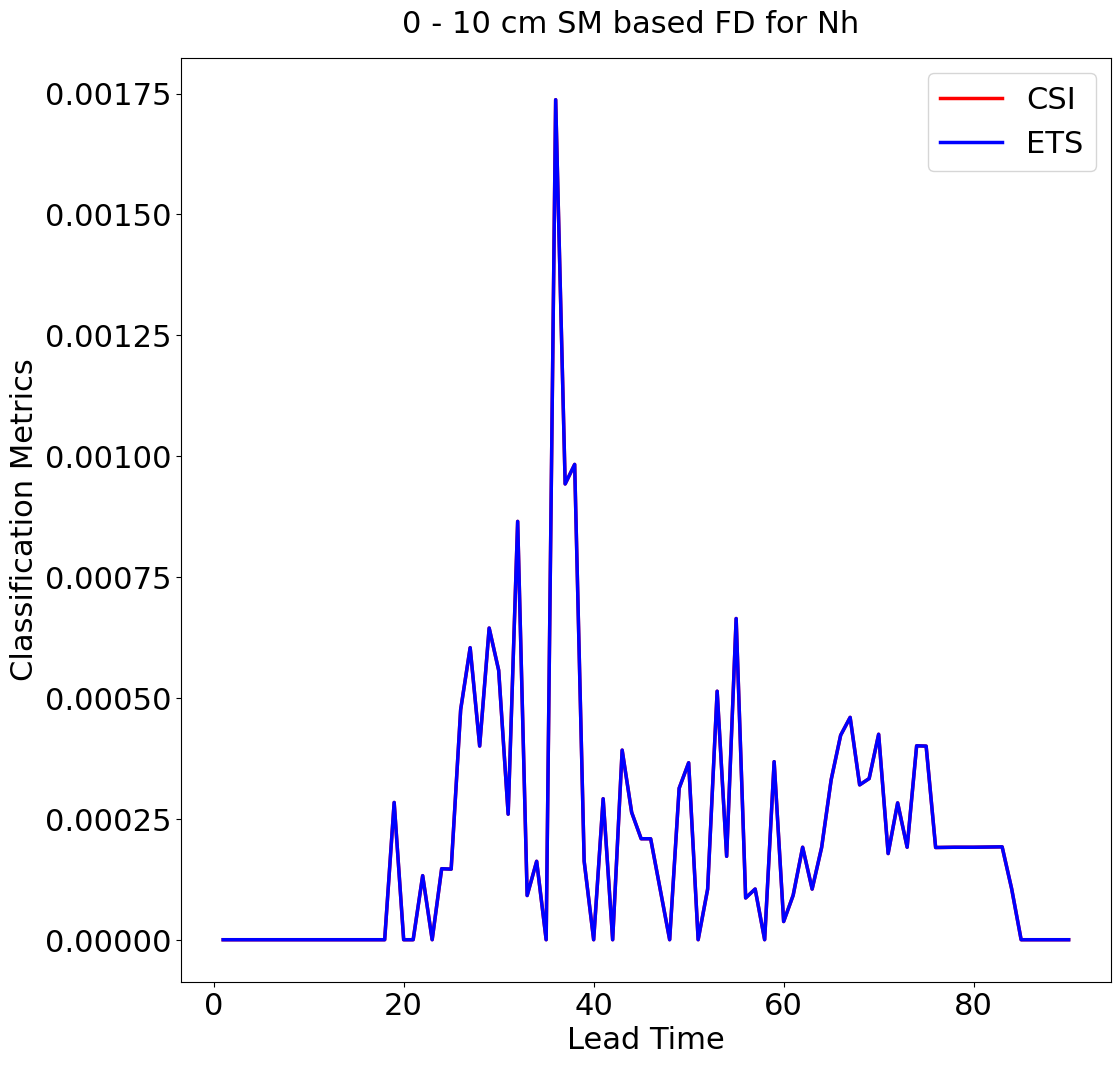 0 - 10 cm SM based FD for Nh
CSI
ETS
Classification Metrics
0.00175
0.00150
0.00125
0.00100
0.00075
0.00050
0.00025
0.00000
0 20 40 60 80
Lead Time